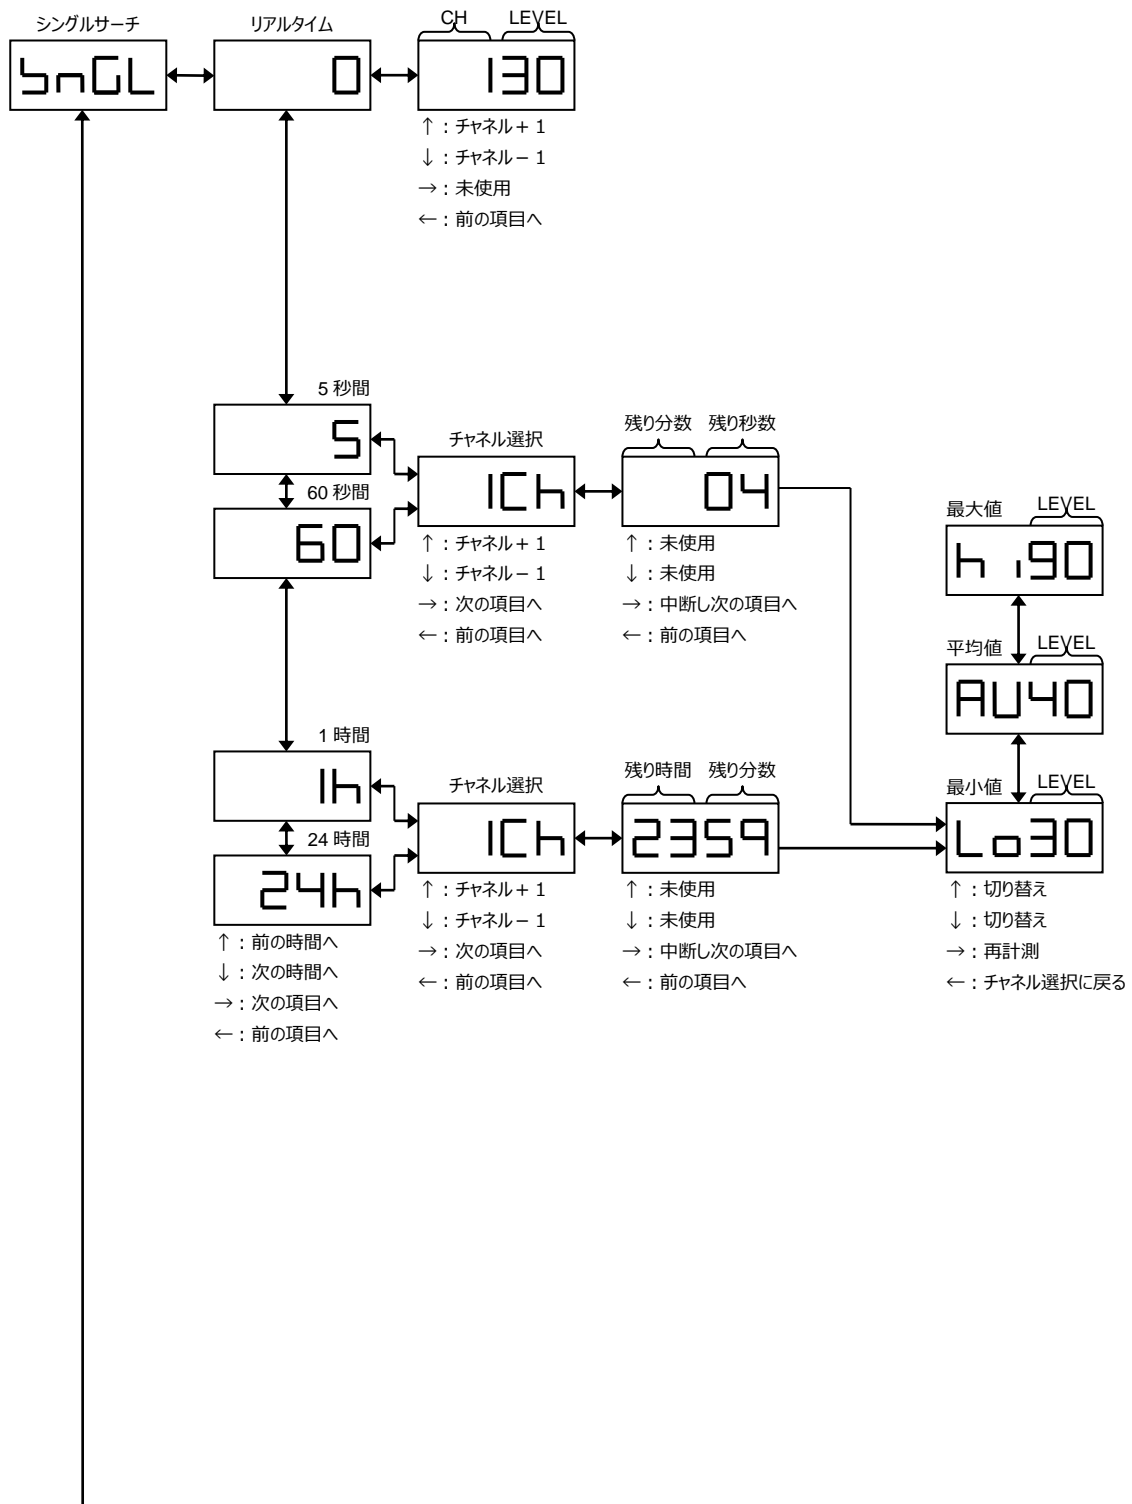 シングルサーチ
リアルタイム
CH LEVEL
SnGL
0
130
↑：チャネル＋1
↓：チャネル－1
→：未使用
←：前の項目へ
5 秒間
5
60 秒間
60
チャネル選択
1Ch
↑：チャネル＋1
↓：チャネル－1
→：次の項目へ
←：前の項目へ
残り分数 残り秒数
04
↑：未使用
↓：未使用
→：中断し次の項目へ
←：前の項目へ
最大値 LEVEL
hi90
平均値 LEVEL
AU40
最小値 LEVEL
Lo30
↑：切り替え
↓：切り替え
→：再計測
←：チャネル選択に戻る
1 時間
1h
24 時間
24h
↑：前の時間へ
↓：次の時間へ
→：次の項目へ
←：前の項目へ
チャネル選択
1Ch
↑：チャネル＋1
↓：チャネル－1
→：次の項目へ
←：前の項目へ
残り時間 残り分数
2359
↑：未使用
↓：未使用
→：中断し次の項目へ
←：前の項目へ